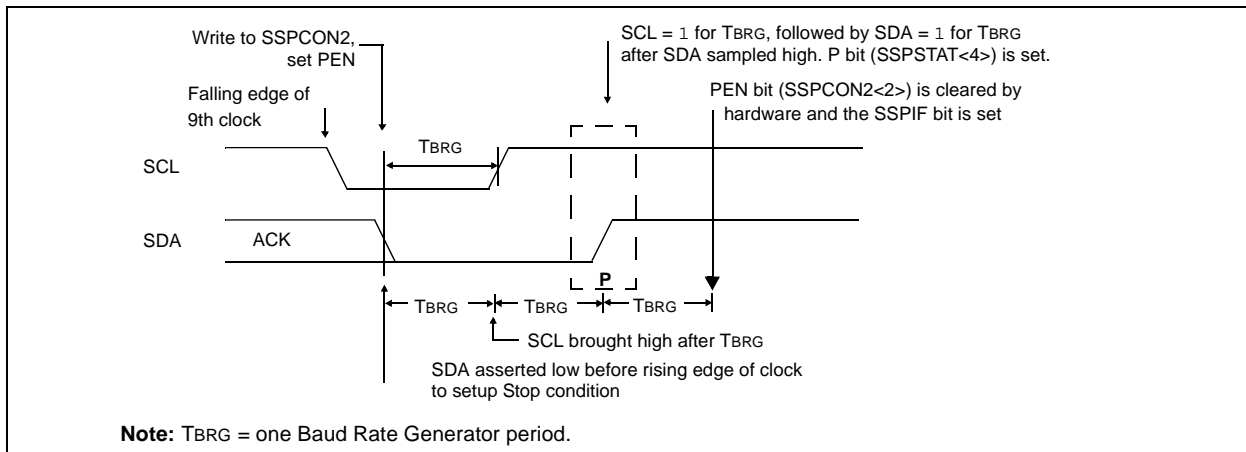 Write to SSPCON2,
set PEN
SCL = 1 for TBRG, followed by SDA = 1 for TBRG
after SDA sampled high. P bit (SSPSTAT<4>) is set.
Falling edge of
9th clock
PEN bit (SSPCON2<2>) is cleared by
hardware and the SSPIF bit is set
TBRG
SCL
SDA
ACK
P
TBRG
TBRG
TBRG
SCL brought high after TBRG
SDA asserted low before rising edge of clock
to setup Stop condition
Note: TBRG = one Baud Rate Generator period.